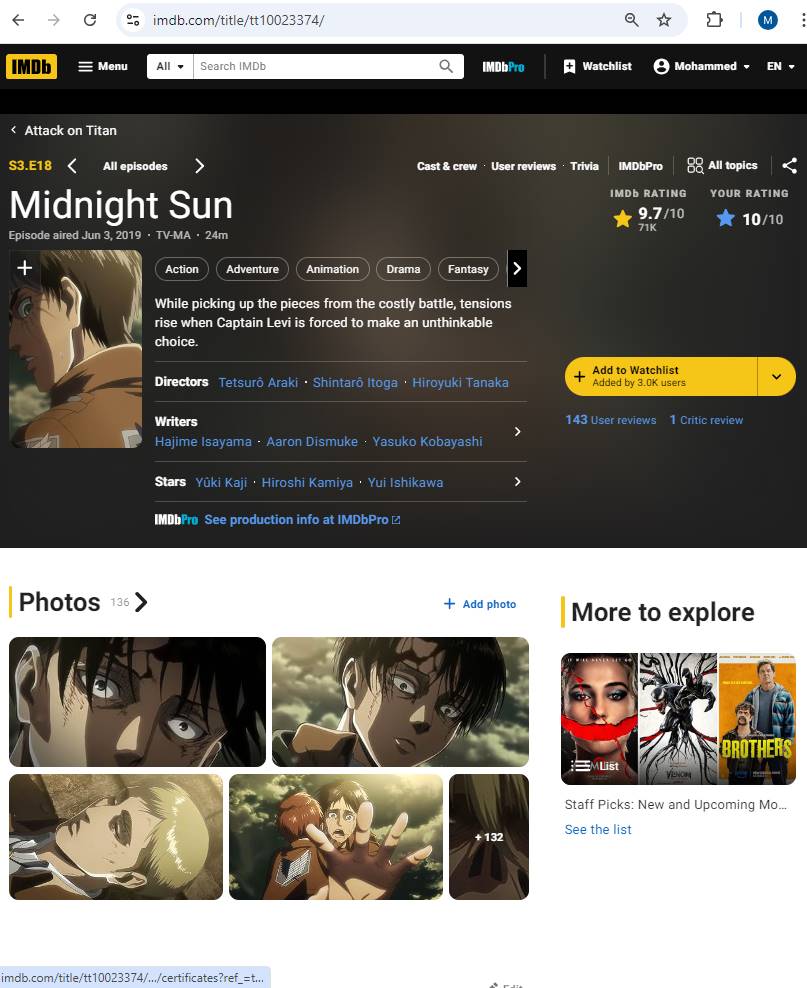 imdb.com/title/tt10023374/
M
IMDb
Menu
All
Search IMDb
IMDbPro
Watchlist
Mohammed
EN
Attack on Titan
S3.E18
All episodes
Cast & crew · User reviews · Trivia
IMDbPro
All topics
Midnight Sun
Episode aired Jun 3, 2019 · TV-MA · 24m
IMDb RATING
9.7/10
71K
YOUR RATING
10/10
Action
Adventure
Animation
Drama
Fantasy
While picking up the pieces from the costly battle, tensions
rise when Captain Levi is forced to make an unthinkable
choice.
Add to Watchlist
Added by 3.0K users
Directors Tetsurô Araki · Shintarô Itoga · Hiroyuki Tanaka
143 User reviews
1 Critic review
Writers
Hajime Isayama · Aaron Dismuke · Yasuko Kobayashi
Stars Yûki Kaji · Hiroshi Kamiya · Yui Ishikawa
IMDbPro See production info at IMDbPro
Photos 136
Add photo
More to explore
IT WILL NEVER LET GO
VENOM
BROTHERS
List
+ 132
Staff Picks: New and Upcoming Mo...
See the list
imdb.com/title/tt10023374/.../certificates?ref_=t...
Edit